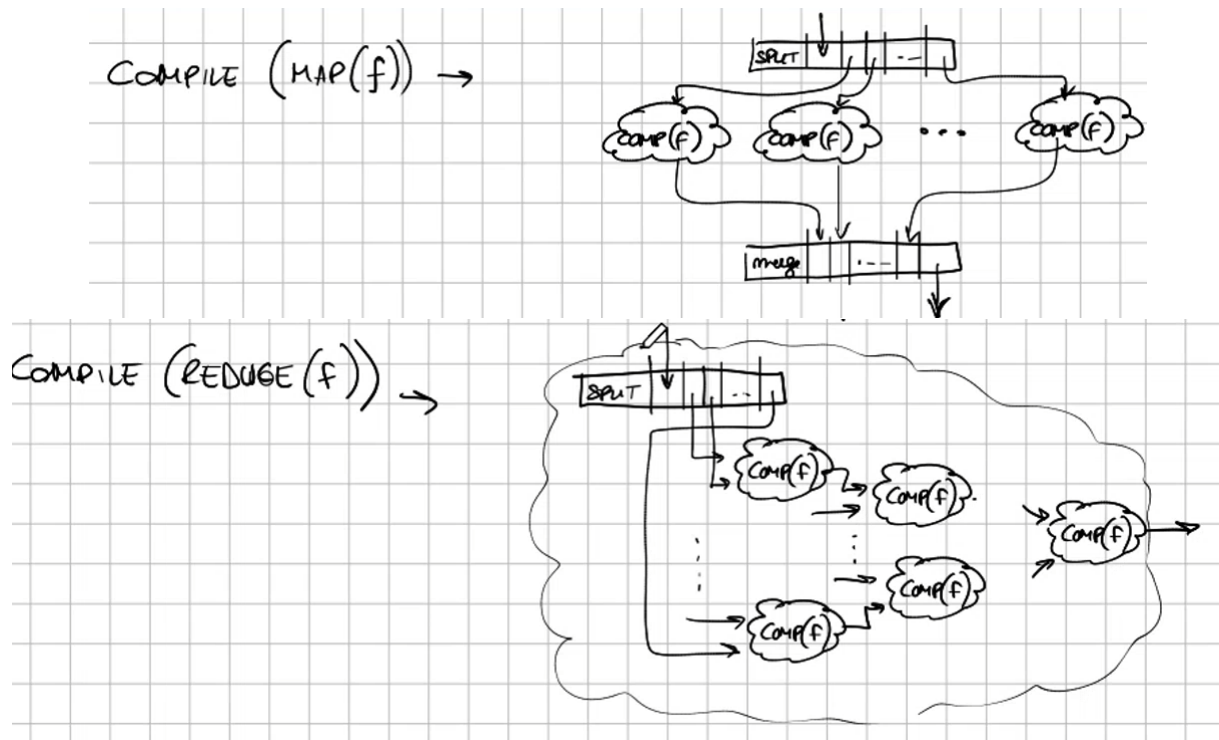 COMPILE (MAP(f)) →
SPLIT ...
COMP(f) COMP(f) ... COMP(f)
merge ...
COMPILE (REDUCE(f)) →
SPLIT ...
COMP(f) COMP(f)
COMP(f)
COMP(f)
COMP(f)